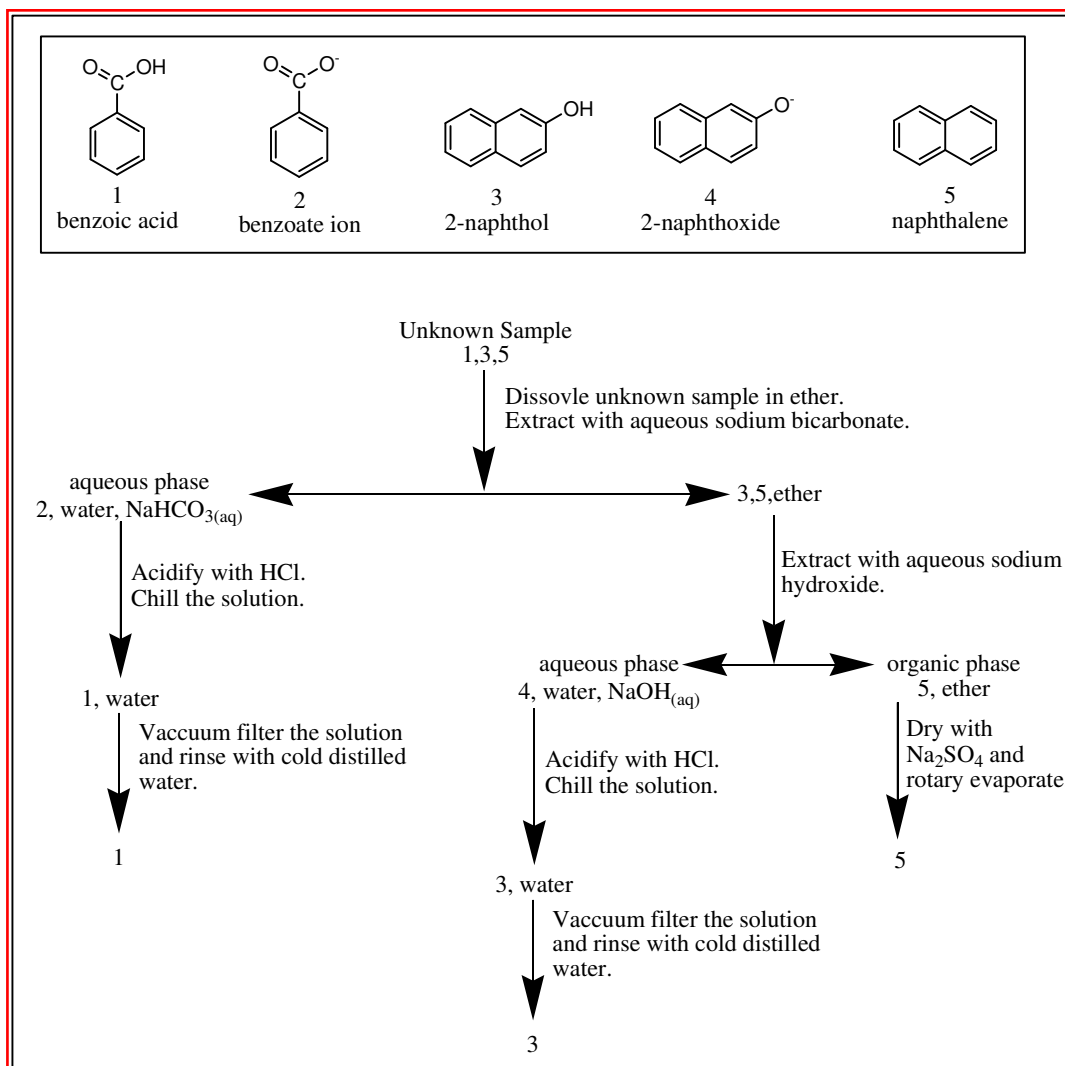 O
OH
C
1
benzoic acid
O
O-
C
2
benzoate ion
OH
3
2-naphthol
O-
4
2-naphthoxide
5
naphthalene
Unknown Sample
1,3,5
Dissovle unknown sample in ether.
Extract with aqueous sodium bicarbonate.
aqueous phase
2, water, NaHCO3(aq)
3,5,ether
Acidify with HCl.
Chill the solution.
Extract with aqueous sodium
hydroxide.
1, water
aqueous phase
4, water, NaOH(aq)
organic phase
5, ether
Vaccuum filter the solution
and rinse with cold distilled
water.
Acidify with HCl.
Chill the solution.
Dry with
Na2SO4 and
rotary evaporate
1
5
3, water
Vaccuum filter the solution
and rinse with cold distilled
water.
3